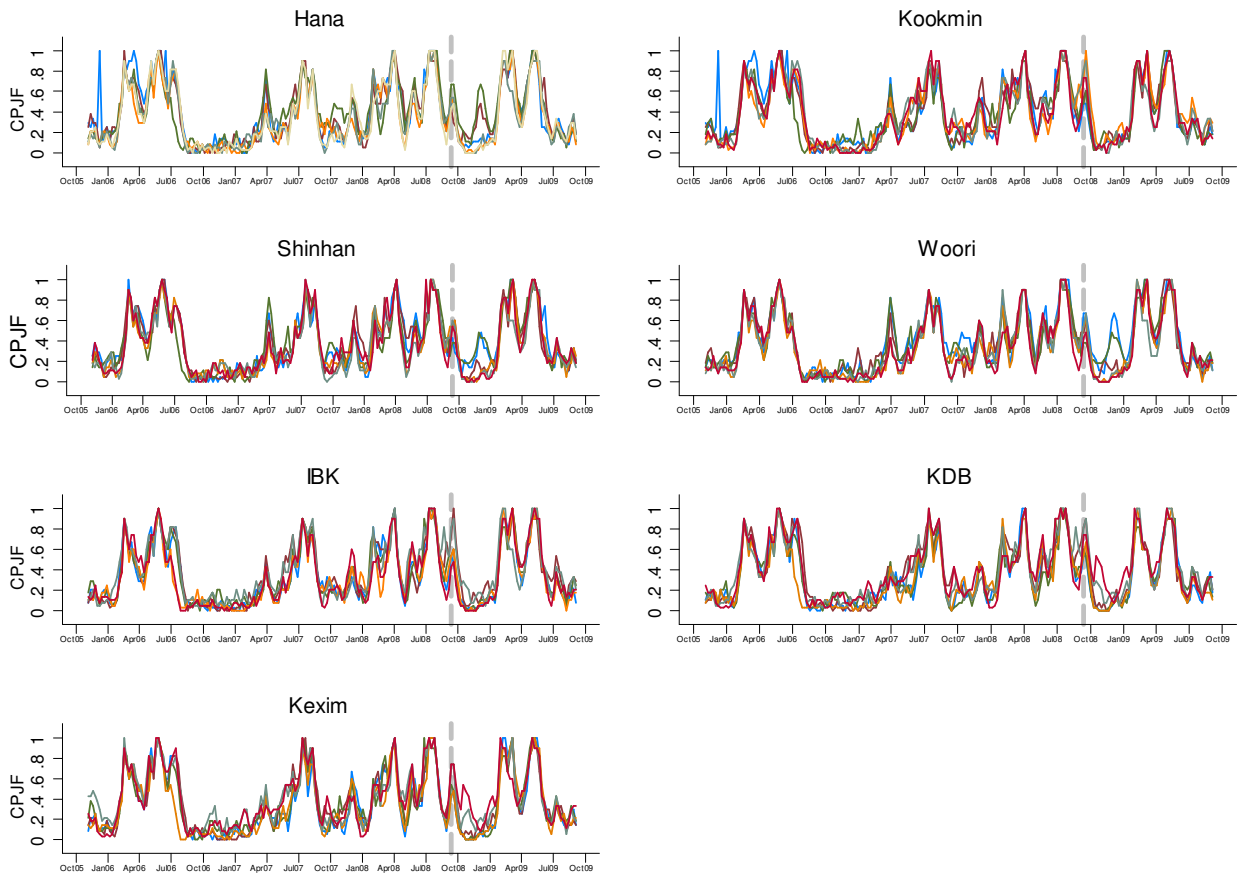 Hana
CPJF
0 .2 .4 .6 .8 1
Oct05 Jan06 Apr06 Jul06 Oct06 Jan07 Apr07 Jul07 Oct07 Jan08 Apr08 Jul08 Oct08 Jan09 Apr09 Jul09 Oct09
Kookmin
0 .2 .4 .6 .8 1
Oct05 Jan06 Apr06 Jul06 Oct06 Jan07 Apr07 Jul07 Oct07 Jan08 Apr08 Jul08 Oct08 Jan09 Apr09 Jul09 Oct09
Shinhan
CPJF
0 .2 .4 .6 .8 1
Oct05 Jan06 Apr06 Jul06 Oct06 Jan07 Apr07 Jul07 Oct07 Jan08 Apr08 Jul08 Oct08 Jan09 Apr09 Jul09 Oct09
Woori
0 .2 .4 .6 .8 1
Oct05 Jan06 Apr06 Jul06 Oct06 Jan07 Apr07 Jul07 Oct07 Jan08 Apr08 Jul08 Oct08 Jan09 Apr09 Jul09 Oct09
IBK
CPJF
0 .2 .4 .6 .8 1
Oct05 Jan06 Apr06 Jul06 Oct06 Jan07 Apr07 Jul07 Oct07 Jan08 Apr08 Jul08 Oct08 Jan09 Apr09 Jul09 Oct09
KDB
0 .2 .4 .6 .8 1
Oct05 Jan06 Apr06 Jul06 Oct06 Jan07 Apr07 Jul07 Oct07 Jan08 Apr08 Jul08 Oct08 Jan09 Apr09 Jul09 Oct09
Kexim
CPJF
0 .2 .4 .6 .8 1
Oct05 Jan06 Apr06 Jul06 Oct06 Jan07 Apr07 Jul07 Oct07 Jan08 Apr08 Jul08 Oct08 Jan09 Apr09 Jul09 Oct09